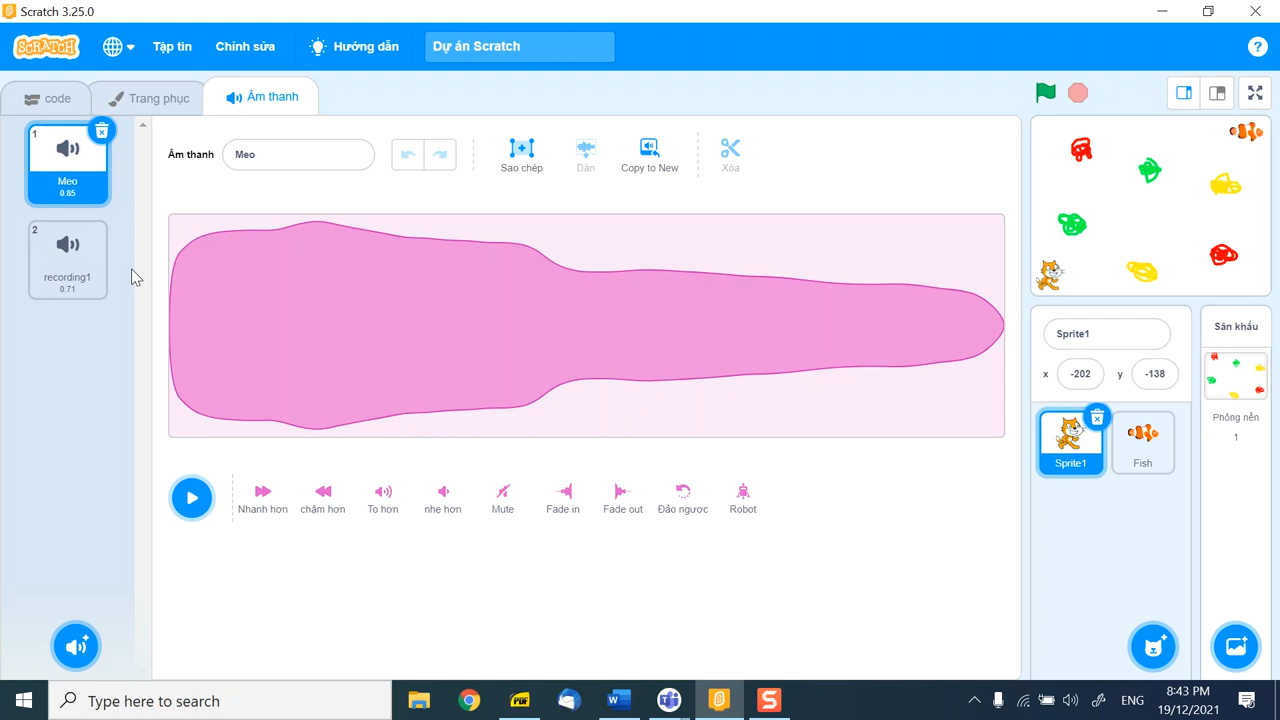 Scratch 3.25.0
SCRATCH
Tập tin
Chỉnh sửa
Hướng dẫn
Dự án Scratch
?
code
Trang phục
Âm thanh
1
Meo
0.85
2
recording1
0.71
Âm thanh
Meo
Sao chép
Dán
Copy to New
Xóa
Nhanh hơn
chậm hơn
To hơn
nhẹ hơn
Mute
Fade in
Fade out
Đảo ngược
Robot
Sprite1
x
-202
y
-138
Sprite1
Fish
Sân khấu
Phông nền
1
Type here to search
PDF
W
T
S
ENG
8:43 PM
19/12/2021